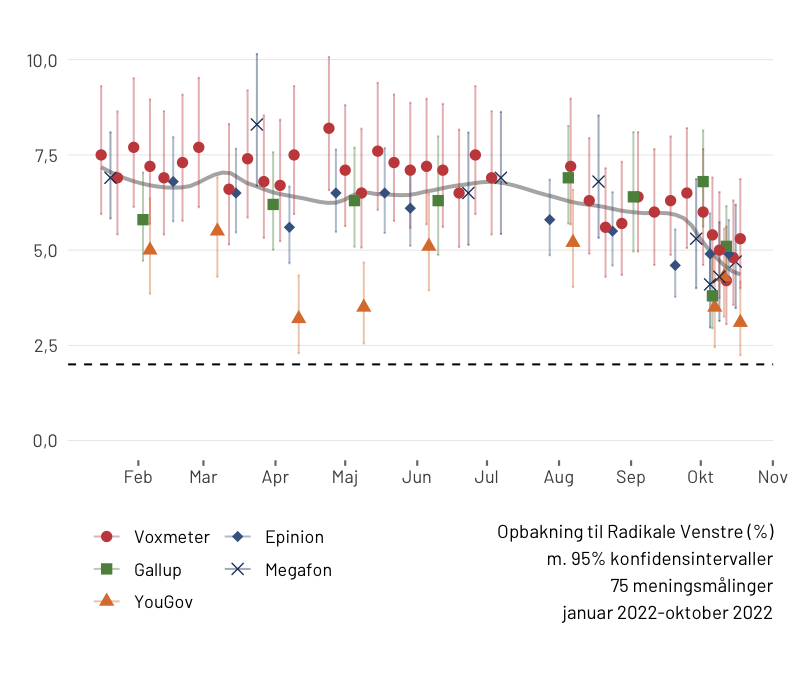 10,0
7,5
5,0
2,5
0,0
Feb Mar Apr Maj Jun Jul Aug Sep Okt Nov
Voxmeter Epinion
Gallup Megafon
YouGov
Opbakning til Radikale Venstre (%)
m. 95% konfidensintervaller
75 meningsmålinger
januar 2022-oktober 2022